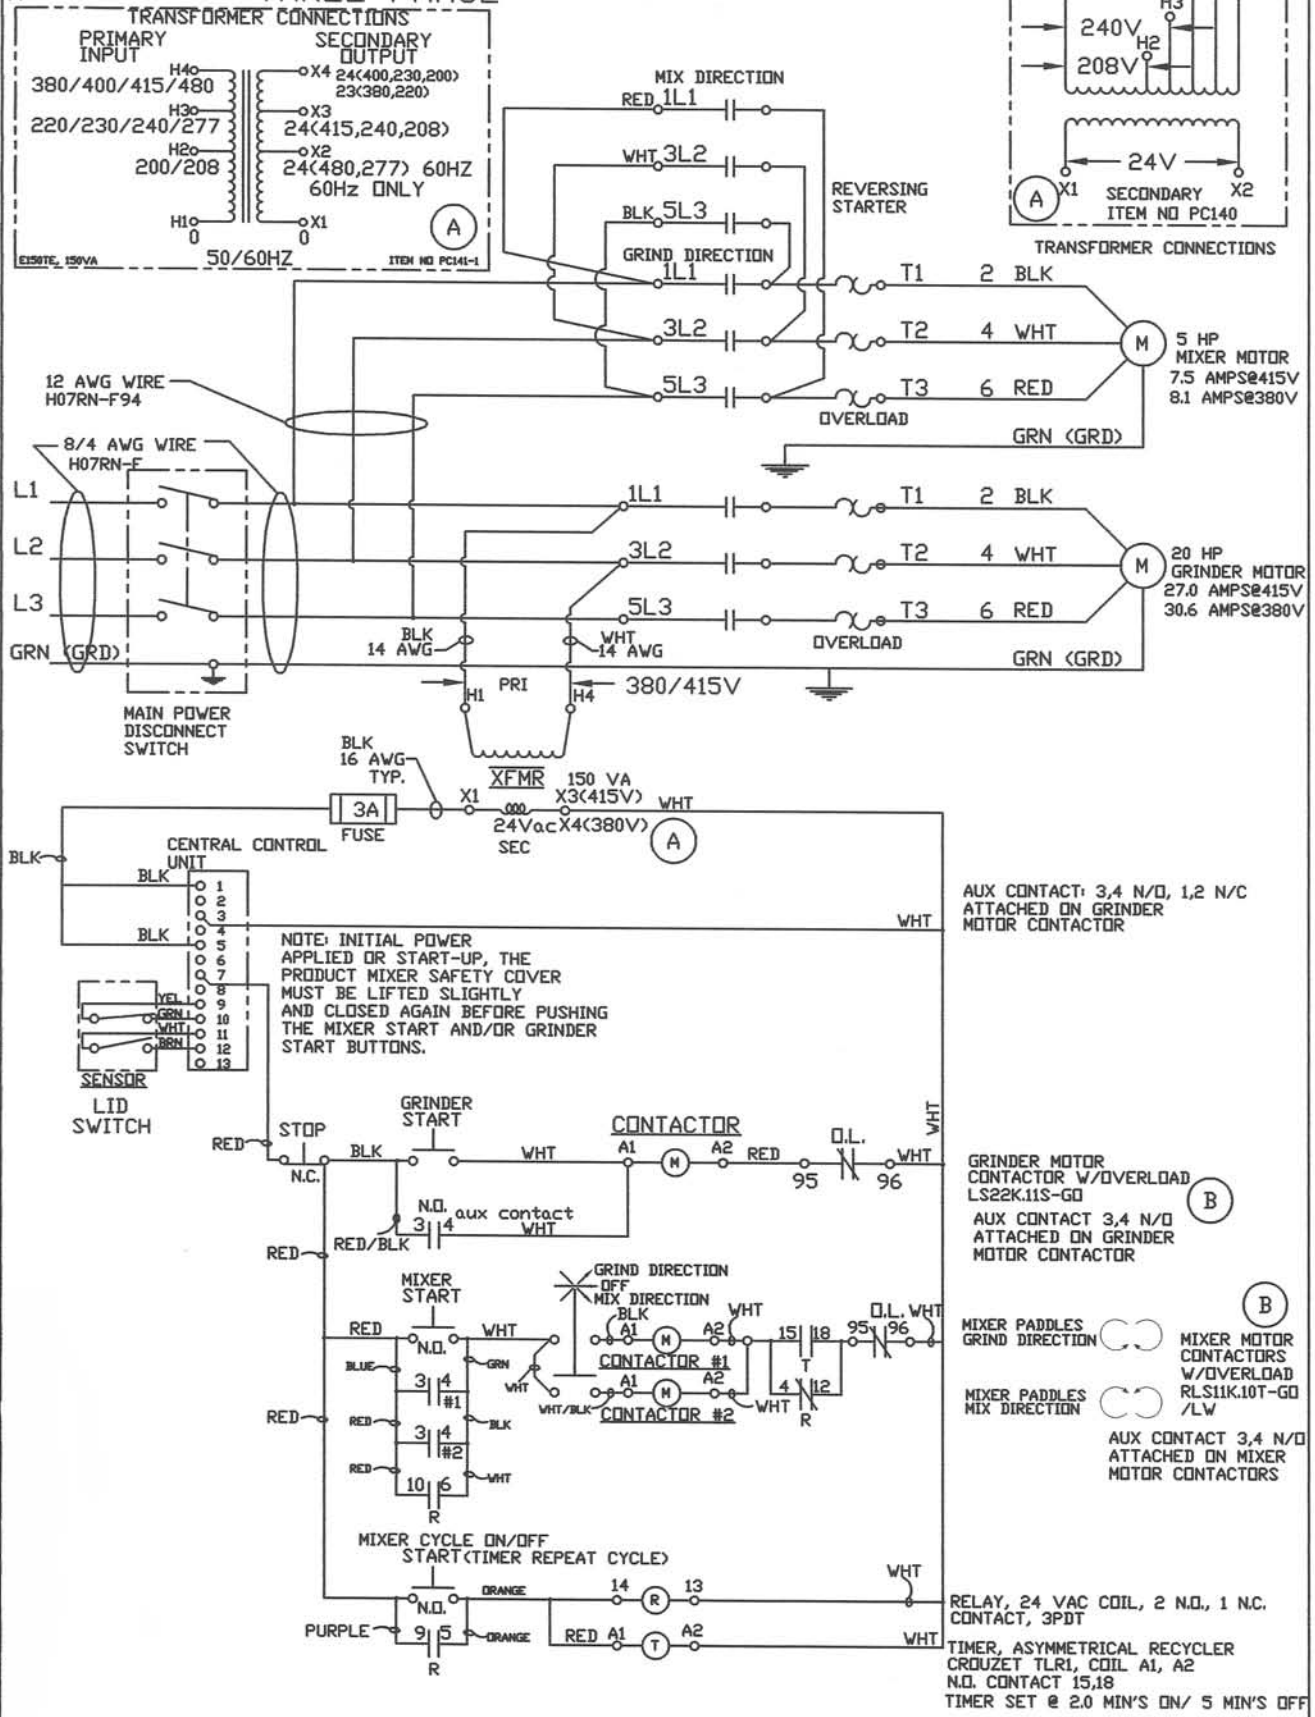 TRANSFORMER CONNECTIONS
PRIMARY
INPUT
SECONDARY
OUTPUT
H4
380/400/415/480
X4 24(400,230,200)
23(380,220)
H3
220/230/240/277
X3
24(415,240,208)
H2
200/208
X2
24(480,277) 60HZ
60Hz ONLY
H1
0
X1
0
A
E150TE, 150VA
50/60HZ
ITEM NO PC141-1
H3
240V
H2
208V
24V
X1
X2
A
SECONDARY
ITEM NO PC140
TRANSFORMER CONNECTIONS
MIX DIRECTION
RED 1L1
WHT 3L2
BLK 5L3
REVERSING
STARTER
GRIND DIRECTION
1L1
T1 2 BLK
3L2
T2 4 WHT
5L3
T3 6 RED
OVERLOAD
M
5 HP
MIXER MOTOR
7.5 AMPS@415V
8.1 AMPS@380V
GRN (GRD)
12 AWG WIRE
H07RN-F94
8/4 AWG WIRE
H07RN-F
L1
1L1
T1 2 BLK
L2
3L2
T2 4 WHT
L3
5L3
T3 6 RED
OVERLOAD
M
20 HP
GRINDER MOTOR
27.0 AMPS@415V
30.6 AMPS@380V
GRN (GRD)
GRN (GRD)
BLK
14 AWG
WHT
14 AWG
PRI
380/415V
H1
H4
MAIN POWER
DISCONNECT
SWITCH
BLK
16 AWG
TYP.
XFMR
150 VA
X1
X3(415V)
WHT
3A
FUSE
24Vac X4(380V)
SEC
A
CENTRAL CONTROL
UNIT
BLK
BLK
BLK
1
2
3
4
5
6
7
8
9
10
11
12
13
WHT
AUX CONTACT: 3,4 N/O, 1,2 N/C
ATTACHED ON GRINDER
MOTOR CONTACTOR
NOTE: INITIAL POWER
APPLIED OR START-UP, THE
PRODUCT MIXER SAFETY COVER
MUST BE LIFTED SLIGHTLY
AND CLOSED AGAIN BEFORE PUSHING
THE MIXER START AND/OR GRINDER
START BUTTONS.
YEL
GRN
WHT
BRN
SENSOR
LID
SWITCH
WHT
RED
STOP
N.C.
BLK
GRINDER
START
WHT
CONTACTOR
A1
M
A2
RED
O.L.
95
96
WHT
GRINDER MOTOR
CONTACTOR W/OVERLOAD
LS22K.11S-GO
B
AUX CONTACT 3,4 N/O
ATTACHED ON GRINDER
MOTOR CONTACTOR
N.O. aux contact
3 4
WHT
RED/BLK
RED
MIXER
START
RED
N.O.
WHT
GRIND DIRECTION
OFF
MIX DIRECTION
BLK
A1
M
A2
WHT
CONTACTOR #1
15 18
T
O.L. WHT
95 96
MIXER PADDLES
GRIND DIRECTION
B
MIXER MOTOR
CONTACTORS
W/OVERLOAD
RLS11K.10T-GO
/LW
BLUE
GRN
3 4
#1
WHT
WHT/BLK
A1
M
A2
WHT
CONTACTOR #2
4 12
R
MIXER PADDLES
MIX DIRECTION
RED
RED
BLK
3 4
#2
AUX CONTACT 3,4 N/O
ATTACHED ON MIXER
MOTOR CONTACTORS
RED
WHT
10 6
R
MIXER CYCLE ON/OFF
START(TIMER REPEAT CYCLE)
N.O.
ORANGE
14
R
13
WHT
RELAY, 24 VAC COIL, 2 N.O., 1 N.C.
CONTACT, 3PDT
PURPLE
9 5
R
ORANGE
RED A1
T
A2
WHT
TIMER, ASYMMETRICAL RECYCLER
CROUZET TLR1, COIL A1, A2
N.O. CONTACT 15,18
TIMER SET @ 2.0 MIN'S ON/ 5 MIN'S OFF